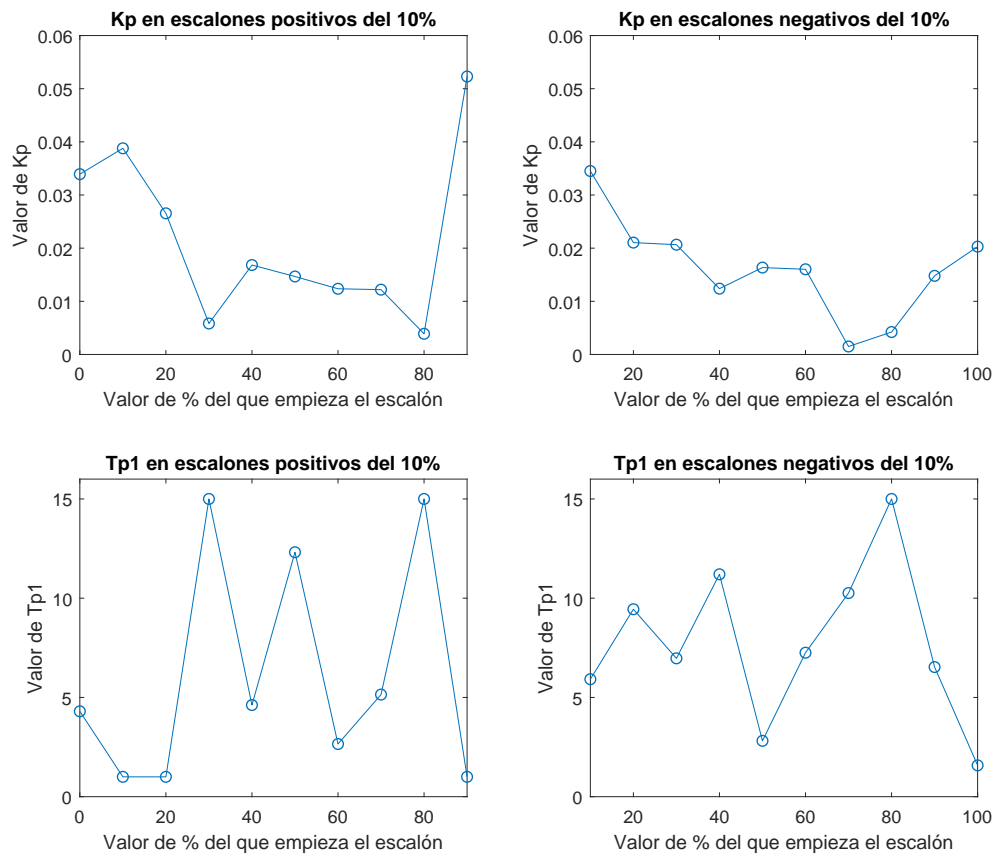 Kp en escalones positivos del 10%
0.06
0.05
0.04
0.03
0.02
0.01
0
Valor de Kp
0 20 40 60 80
Valor de % del que empieza el escalón
Kp en escalones negativos del 10%
0.06
0.05
0.04
0.03
0.02
0.01
0
Valor de Kp
20 40 60 80 100
Valor de % del que empieza el escalón
Tp1 en escalones positivos del 10%
15
10
5
0
Valor de Tp1
0 20 40 60 80
Valor de % del que empieza el escalón
Tp1 en escalones negativos del 10%
15
10
5
0
Valor de Tp1
20 40 60 80 100
Valor de % del que empieza el escalón